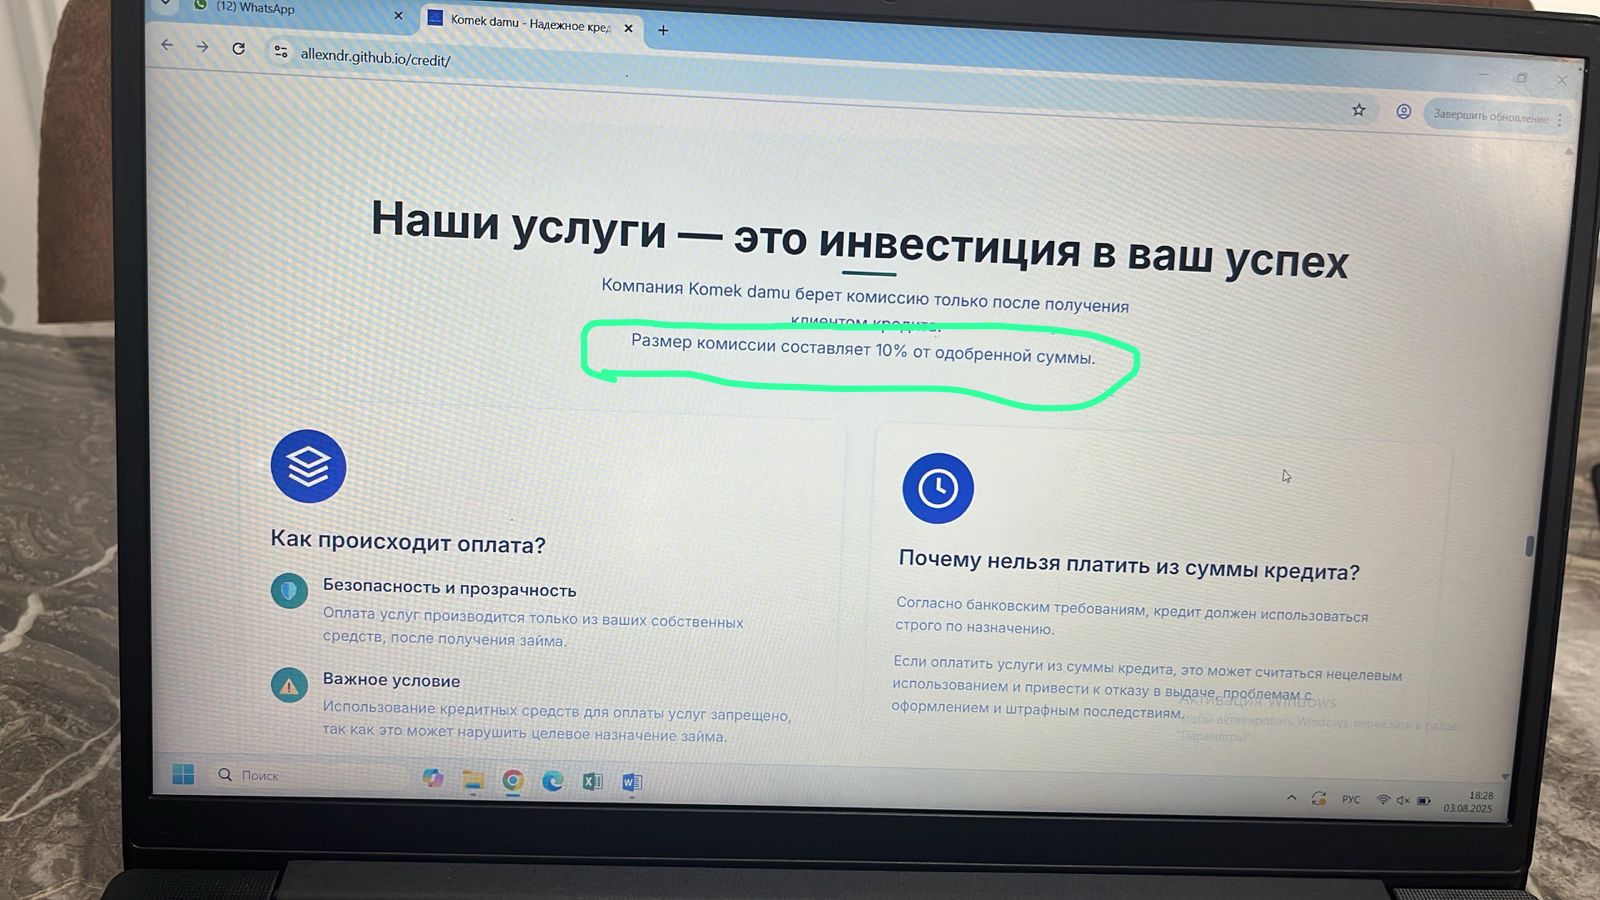 (12) WhatsApp
Komek damu - Надежное кред
allexndr.github.io/credit/
Завершить обновление
Наши услуги — это инвестиция в ваш успех
Компания Komek damu берет комиссию только после получения
клиентом кредита.
Размер комиссии составляет 10% от одобренной суммы.
Как происходит оплата?
Безопасность и прозрачность
Оплата услуг производится только из ваших собственных
средств, после получения займа.
Важное условие
Использование кредитных средств для оплаты услуг запрещено,
так как это может нарушить целевое назначение займа.
Почему нельзя платить из суммы кредита?
Согласно банковским требованиям, кредит должен использоваться
строго по назначению.
Если оплатить услуги из суммы кредита, это может считаться нецелевым
использованием и привести к отказу в выдаче, проблемам с
оформлением и штрафным последствиям.
Активация Windows
Чтобы активировать Windows, перейдите в раздел
"Параметры".
Поиск
РУС
18:28
03.08.2025